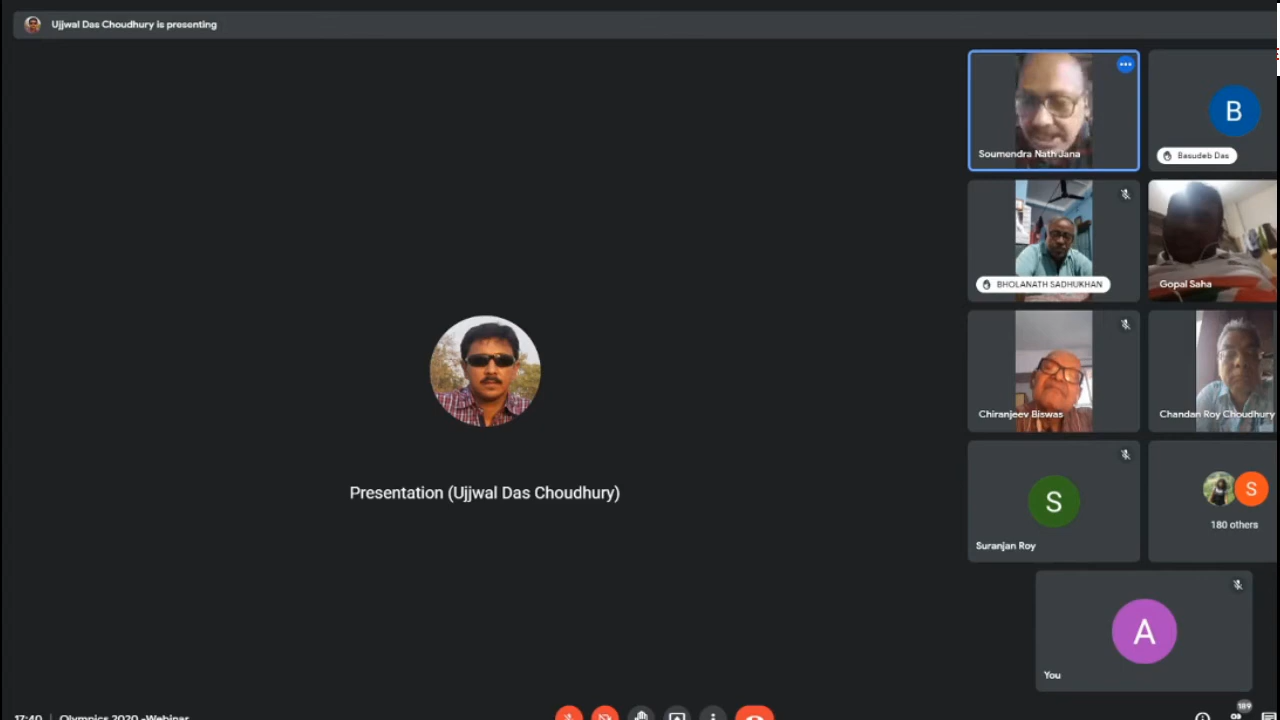 Ujjwal Das Choudhury is presenting
Soumendra Nath Jana
B
Basudeb Das
BHOLANATH SADHUKHAN
Gopal Saha
Chiranjeev Biswas
Chandan Roy Choudhury
Presentation (Ujjwal Das Choudhury)
S
Suranjan Roy
S
180 others
A
You
17:40 | Olympics 2020 -Webinar
189